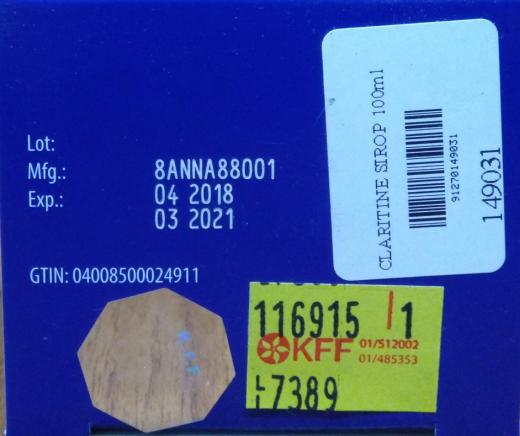 Lot:
Mfg.: 8ANNA88001
Exp.: 04 2018
03 2021
GTIN: 04008500024911
CLARITINE SIROP 100ml
91270149031
149031
116915 1
KFF 01/512002
01/485353
7389